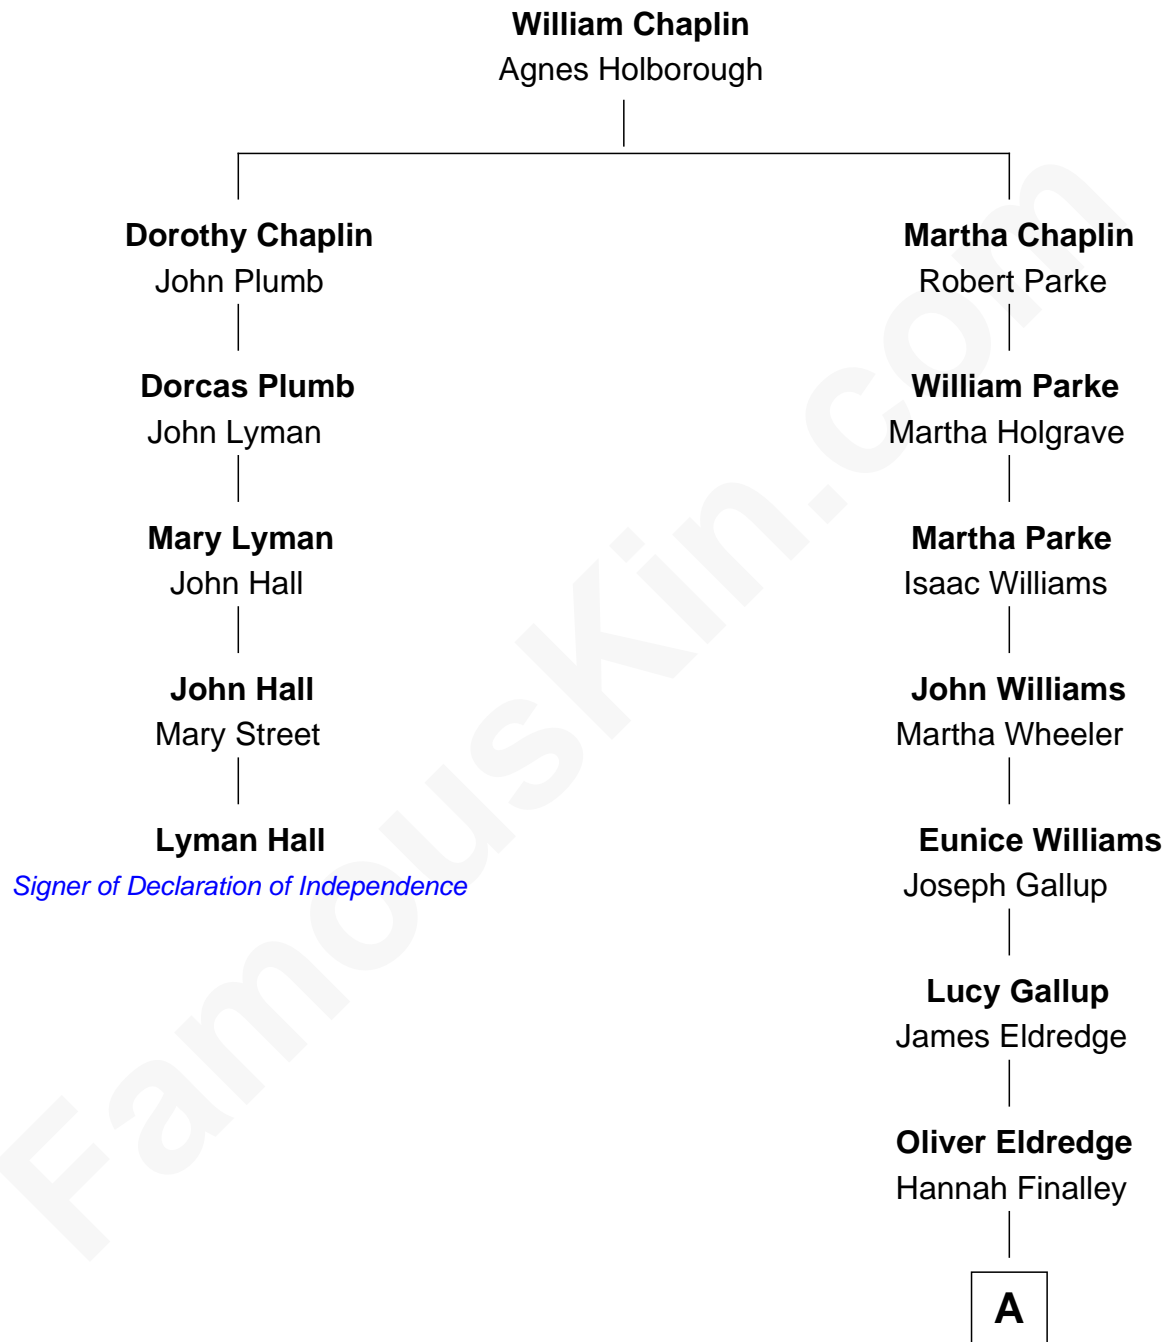 William Chaplin
Agnes Holborough
Dorothy Chaplin
John Plumb
Dorcas Plumb
John Lyman
Mary Lyman
John Hall
John Hall
Mary Street
Lyman Hall
Signer of Declaration of Independence
Martha Chaplin
Robert Parke
William Parke
Martha Holgrave
Martha Parke
Isaac Williams
John Williams
Martha Wheeler
Eunice Williams
Joseph Gallup
Lucy Gallup
James Eldredge
Oliver Eldredge
Hannah Finalley
A
FamousKin.com